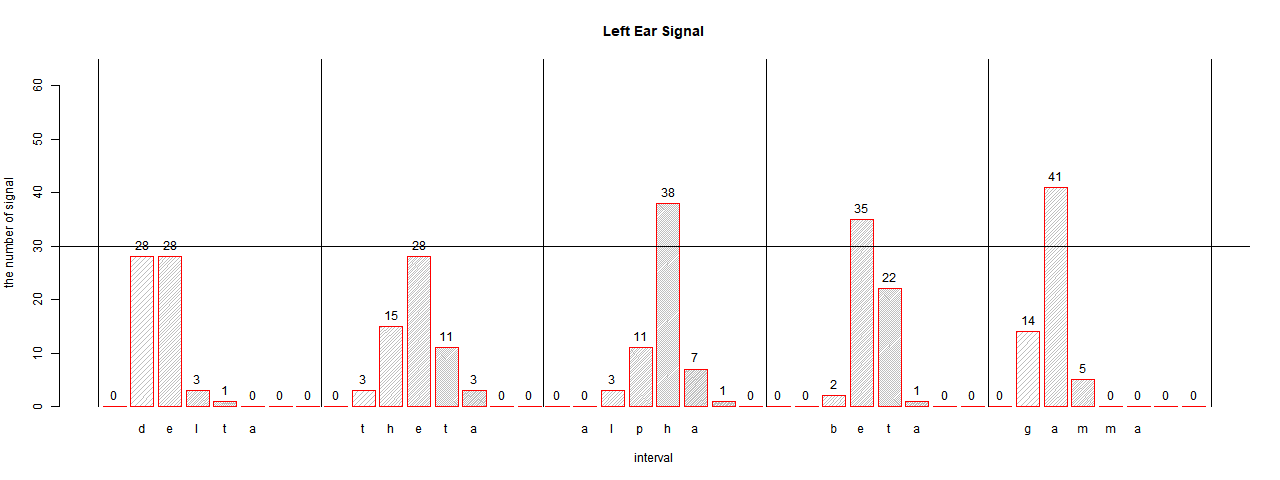 Left Ear Signal
the number of signal
60
50
40
30
20
10
0
0 28 28 3 1 0 0 0 0 3 15 28 11 3 0 0 0 0 3 11 38 7 1 0 0 0 2 35 22 1 0 0 0 14 41 5 0 0 0 0
d e l t a t h e t a a l p h a b e t a g a m m a
interval